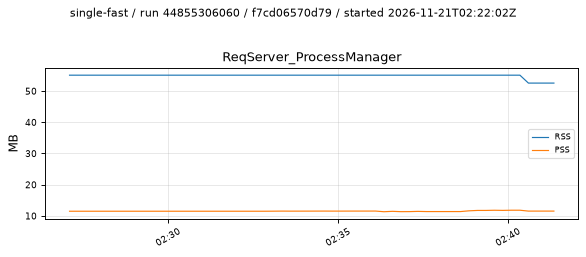 single-fast / run 44855306060 / f7cd06570d79 / started 2026-11-21T02:22:02Z
ReqServer_ProcessManager
MB
50
40
30
20
10
RSS
PSS
02:30
02:35
02:40